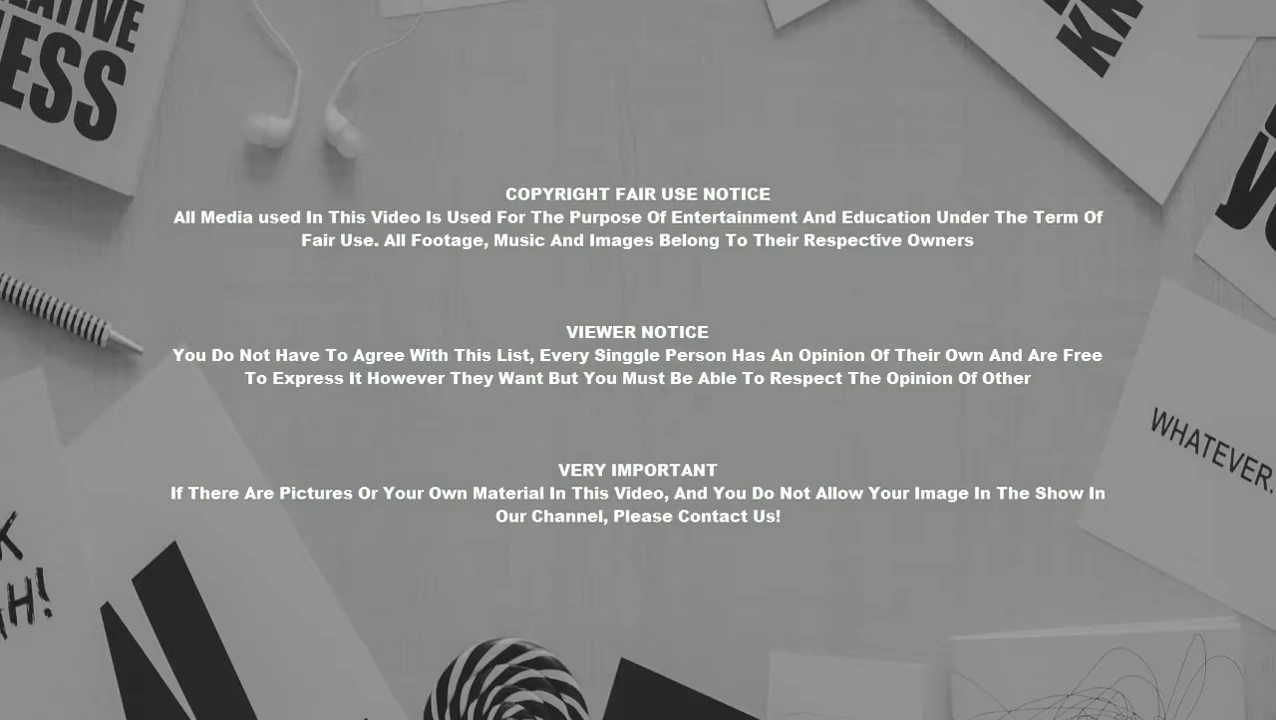 COPYRIGHT FAIR USE NOTICE
All Media used In This Video Is Used For The Purpose Of Entertainment And Education Under The Term Of
Fair Use. All Footage, Music And Images Belong To Their Respective Owners
VIEWER NOTICE
You Do Not Have To Agree With This List, Every Singgle Person Has An Opinion Of Their Own And Are Free
To Express It However They Want But You Must Be Able To Respect The Opinion Of Other
VERY IMPORTANT
If There Are Pictures Or Your Own Material In This Video, And You Do Not Allow Your Image In The Show In
Our Channel, Please Contact Us!
WHATEVER.